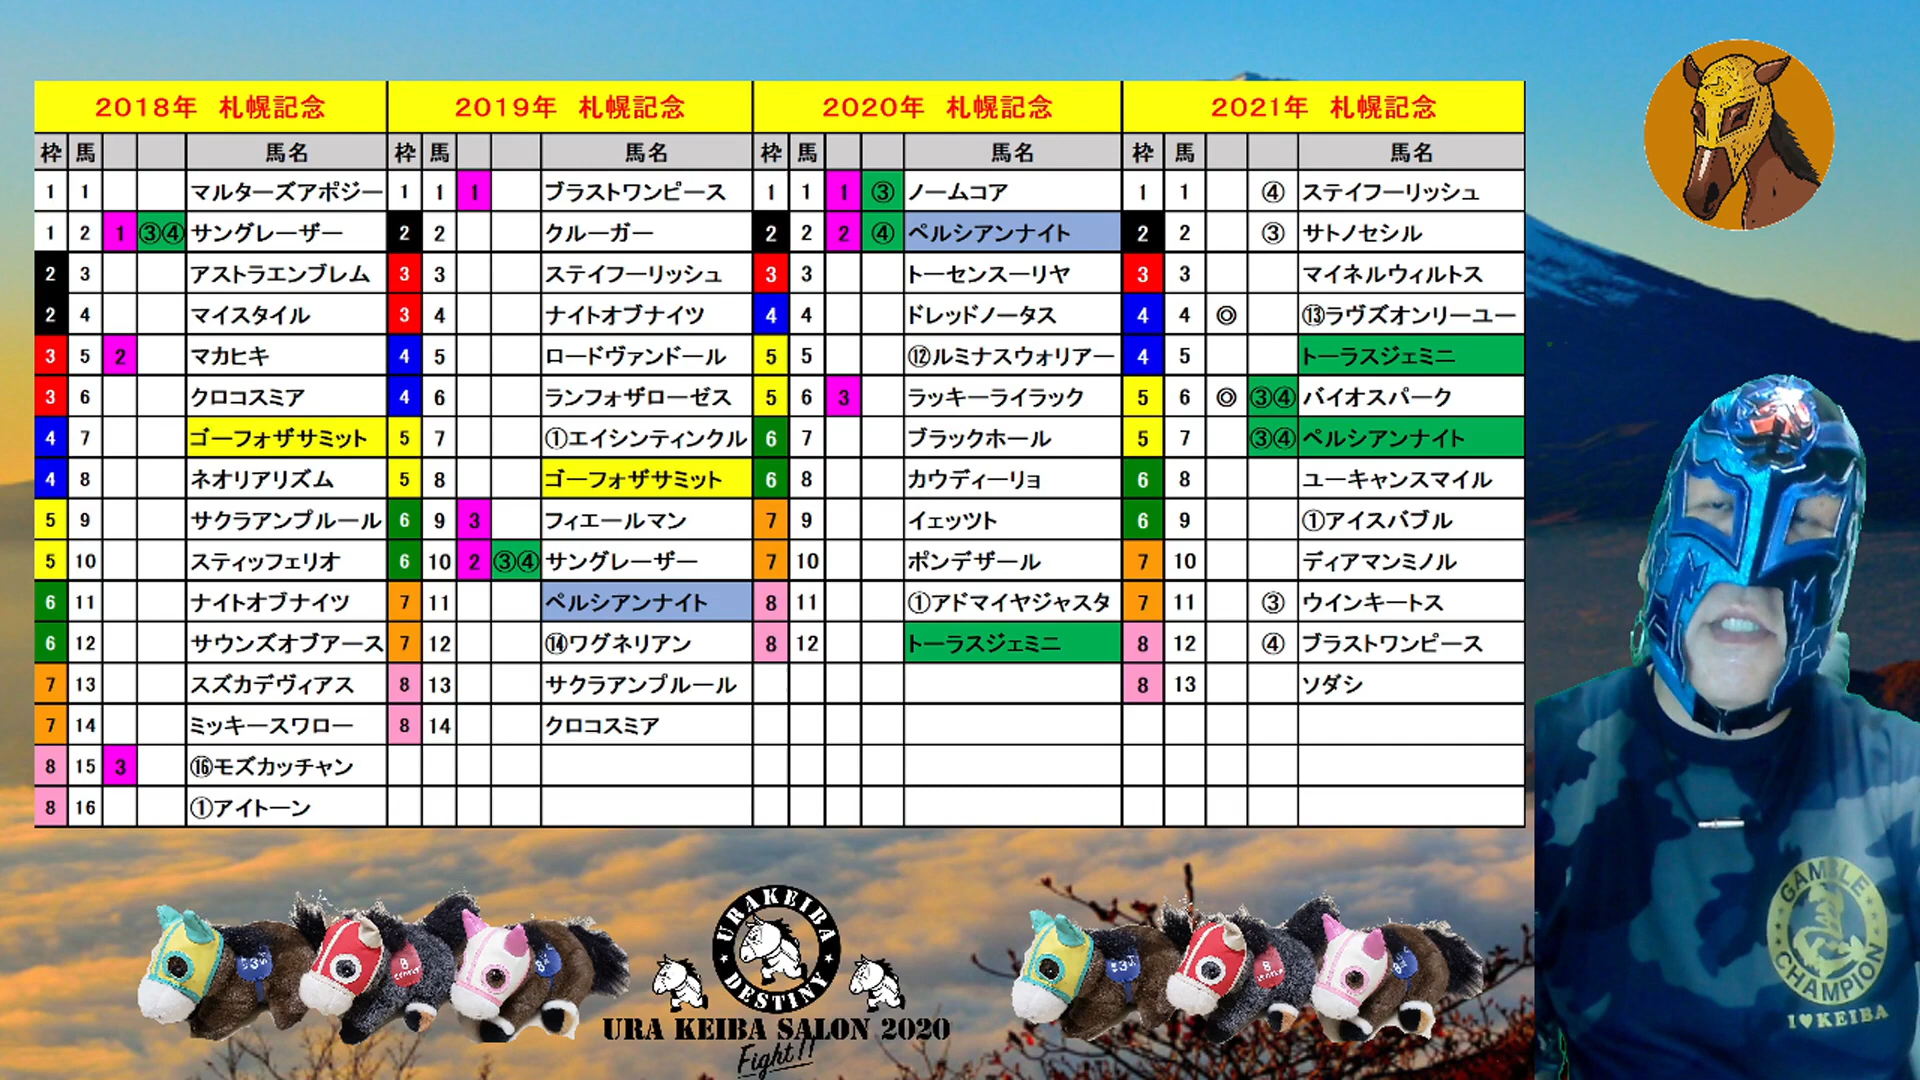 2018年 札幌記念 2019年 札幌記念 2020年 札幌記念 2021年 札幌記念
枠 馬 馬名 枠 馬 馬名 枠 馬 馬名 枠 馬 馬名
1 1 マルターズアポジー 1 1 1 ブラストワンピース 1 1 1 ③ ノームコア 1 1 ④ ステイフーリッシュ
1 2 1 ③④ サングレーザー 2 2 クルーガー 2 2 2 ④ ペルシアンナイト 2 2 ③ サトノセシル
2 3 アストラエンブレム 3 3 ステイフーリッシュ 3 3 トーセンスーリヤ 3 3 マイネルウィルトス
2 4 マイスタイル 3 4 ナイトオブナイツ 4 4 ドレッドノータス 4 4 ◎ ⑬ラヴズオンリーユー
3 5 2 マカヒキ 4 5 ロードヴァンドール 5 5 ⑫ルミナスウォリアー 4 5 トーラスジェミニ
3 6 クロコスミア 4 6 ランフォザローゼス 5 6 3 ラッキーライラック 5 6 ◎ ③④ バイオスパーク
4 7 ゴーフォザサミット 5 7 ①エイシンティンクル 6 7 ブラックホール 5 7 ③④ ペルシアンナイト
4 8 ネオリアリズム 5 8 ゴーフォザサミット 6 8 カウディーリョ 6 8 ユーキャンスマイル
5 9 サクラアンプルール 6 9 3 フィエールマン 7 9 イェッツト 6 9 ①アイスバブル
5 10 スティッフェリオ 6 10 2 ③④ サングレーザー 7 10 ポンデザール 7 10 ディアマンミノル
6 11 ナイトオブナイツ 7 11 ペルシアンナイト 8 11 ①アドマイヤジャスタ 7 11 ③ ウインキートス
6 12 サウンズオブアース 7 12 ⑭ワグネリアン 8 12 トーラスジェミニ 8 12 ④ ブラストワンピース
7 13 スズカデヴィアス 8 13 サクラアンプルール 8 13 ソダシ
7 14 ミッキースワロー 8 14 クロコスミア
8 15 3 ⑯モズカッチャン
8 16 ①アイトーン
URAKEIBA
DESTINY
URA KEIBA SALON 2020
Fight!!
GAMBLE
CHAMPION
I♥KEIBA